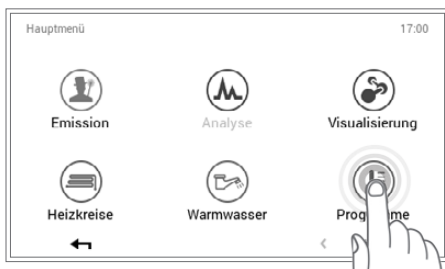 Hauptmenü 17:00
Emission Analyse Visualisierung
Heizkreise Warmwasser